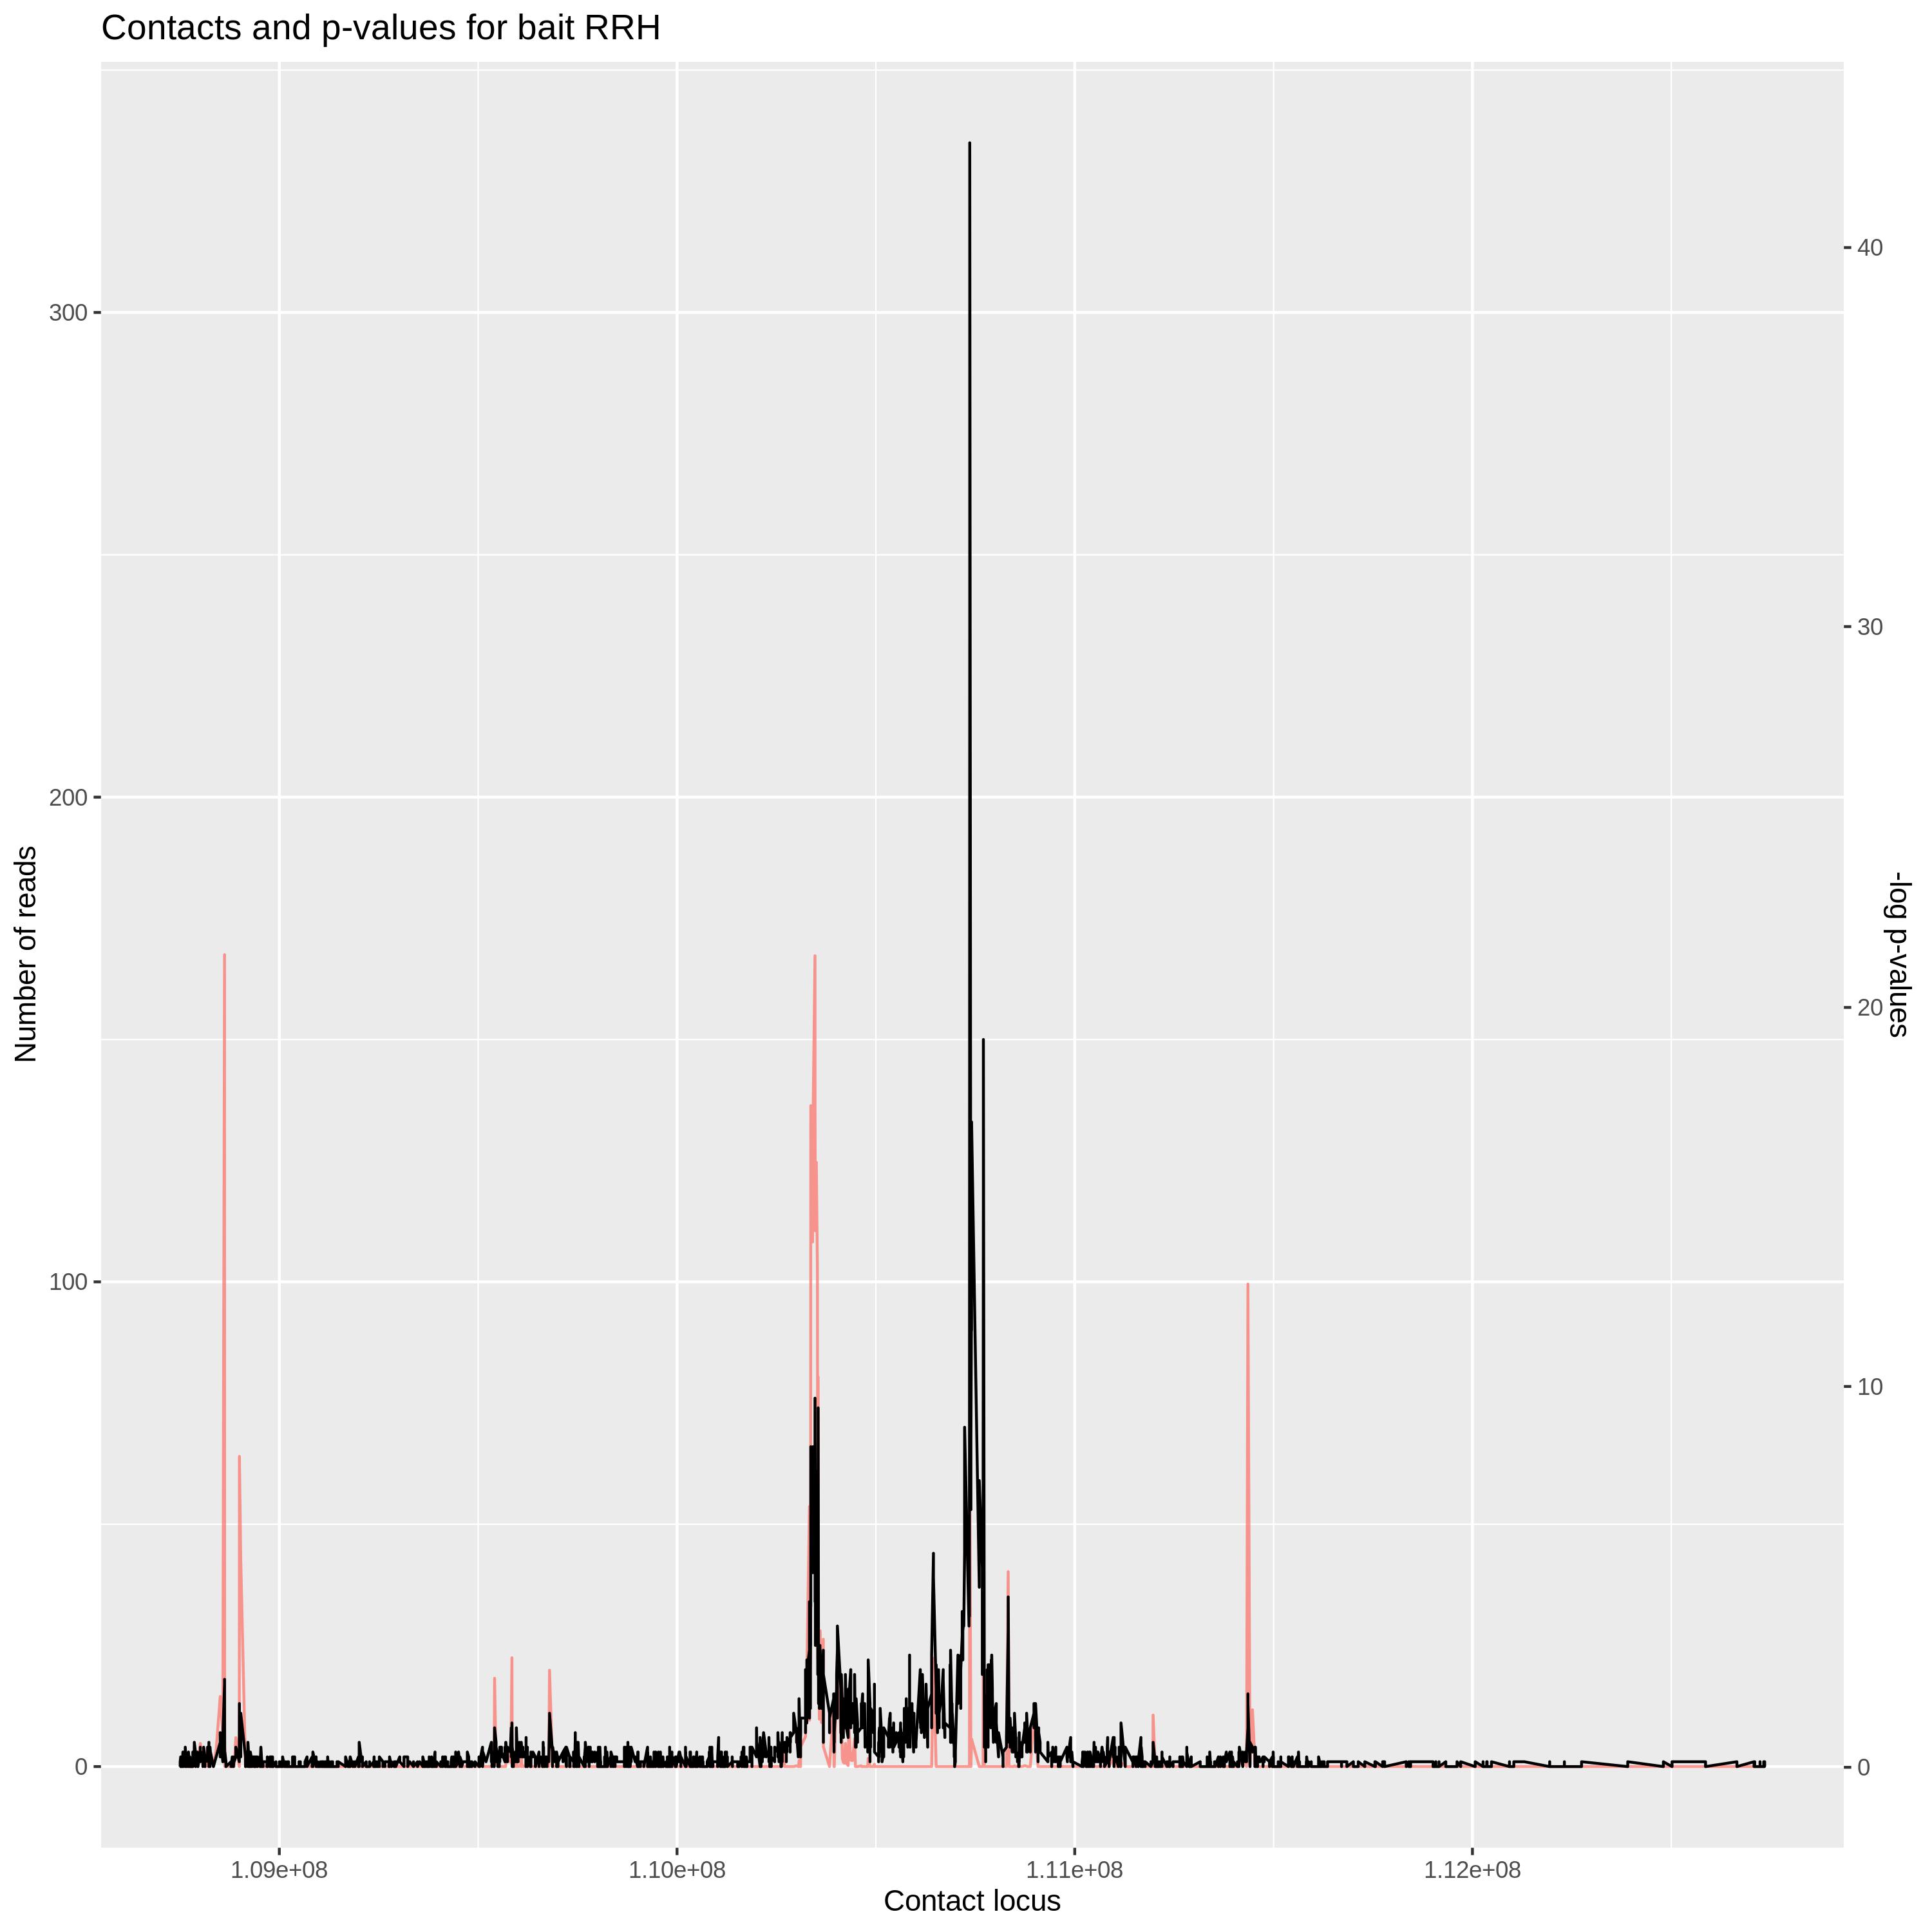 Contacts and p-values for bait RRH
300
200
100
0
40
30
20
10
0
Number of reads
-log p-values
1.09e+08 1.10e+08 1.11e+08 1.12e+08
Contact locus